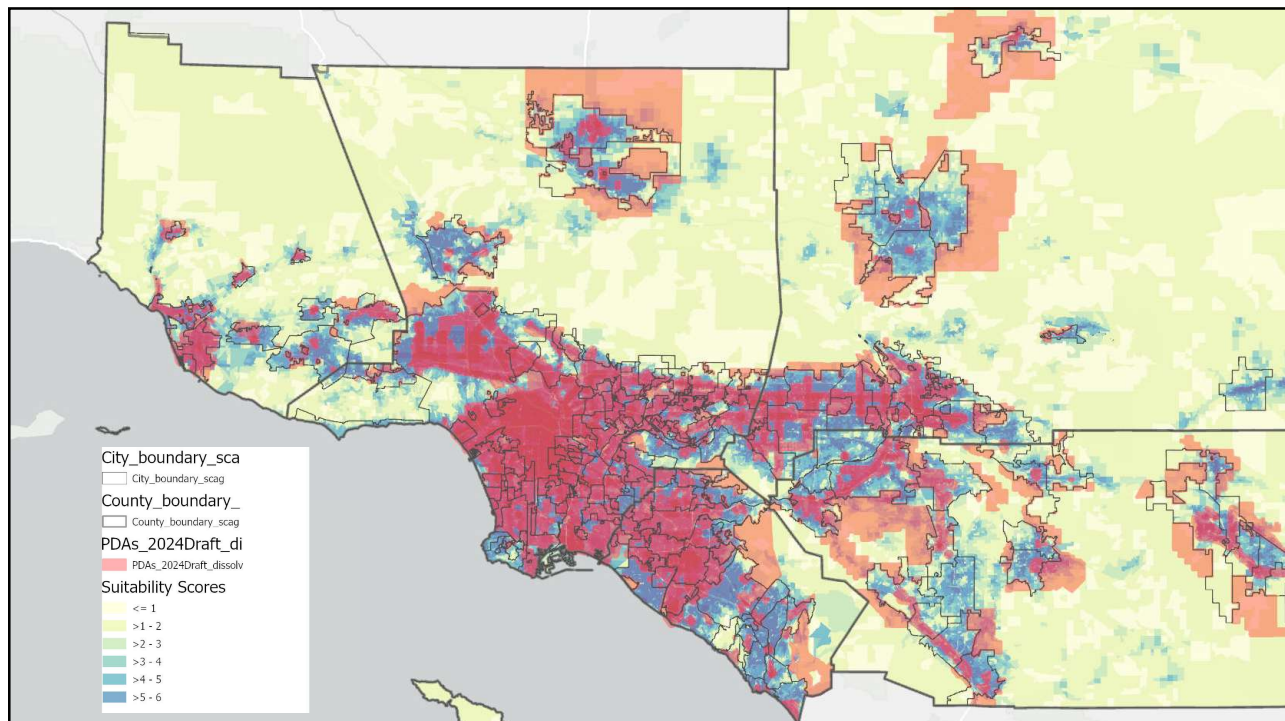 City_boundary_sca
City_boundary_scag
County_boundary_
County_boundary_scag
PDAs_2024Draft_di
PDAs_2024Draft_dissolv
Suitability Scores
<= 1
>1 - 2
>2 - 3
>3 - 4
>4 - 5
>5 - 6